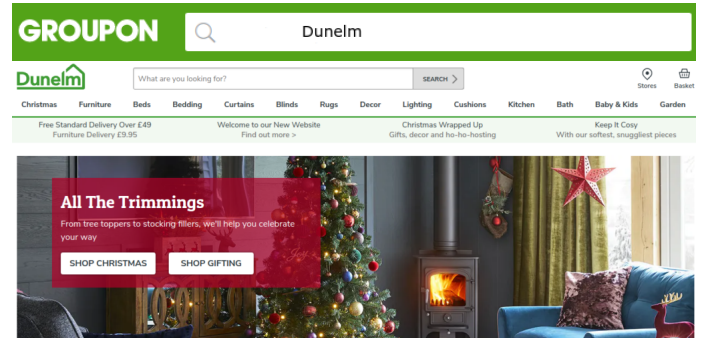 GROUPON
Dunelm
Dunelm
What are you looking for?
SEARCH
Stores
Basket
Christmas Furniture Beds Bedding Curtains Blinds Rugs Decor Lighting Cushions Kitchen Bath Baby & Kids Garden
Free Standard Delivery Over £49
Furniture Delivery £9.95
Welcome to our New Website
Find out more >
Christmas Wrapped Up
Gifts, decor and ho-ho-hosting
Keep It Cosy
With our softest, snuggliest pieces
All The Trimmings
From tree toppers to stocking fillers, we'll help you celebrate
your way
SHOP CHRISTMAS
SHOP GIFTING